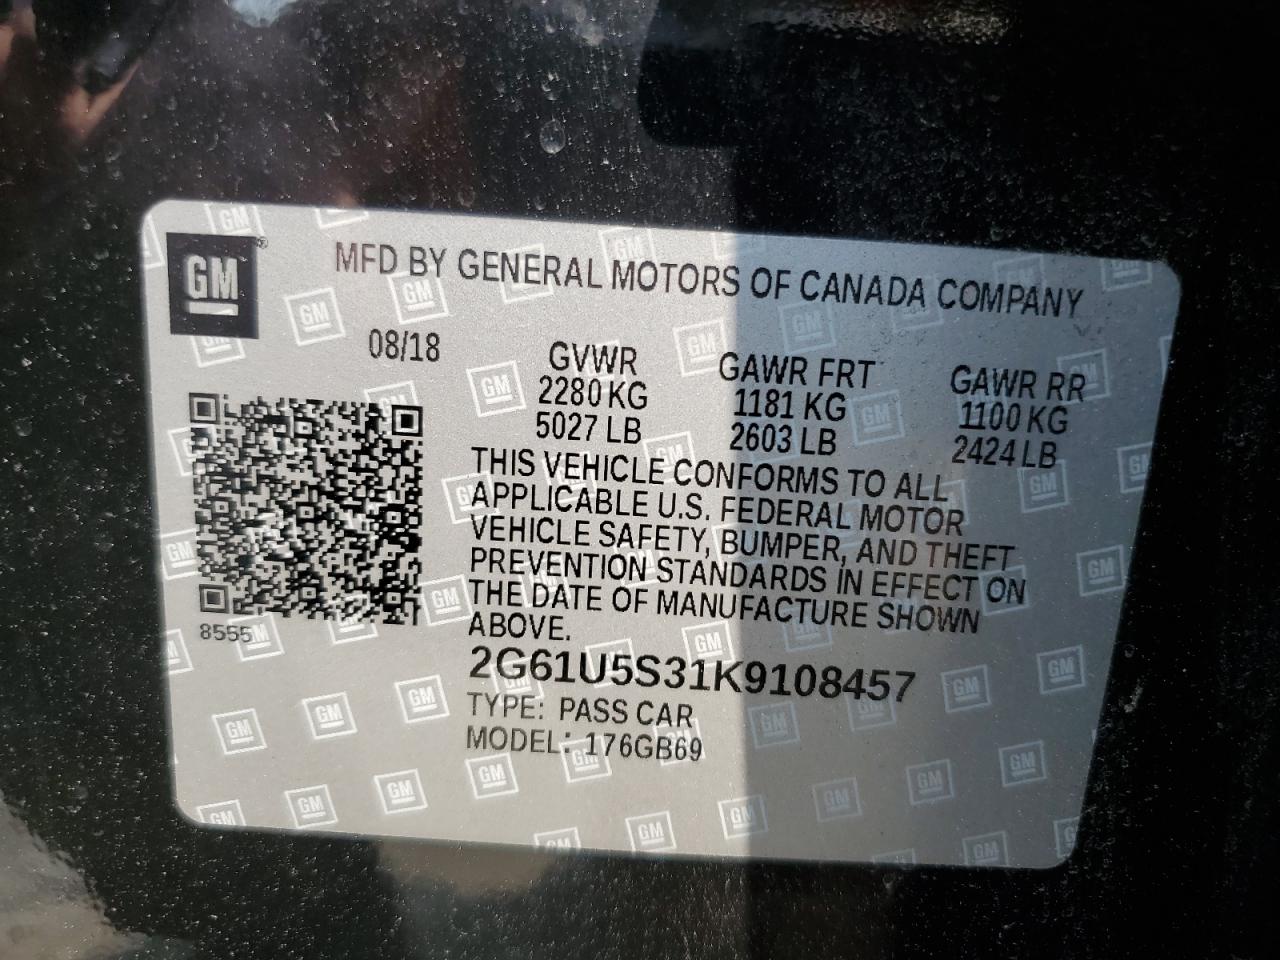 GM ®
MFD BY GENERAL MOTORS OF CANADA COMPANY
08/18
GVWR GAWR FRT GAWR RR
2280 KG 1181 KG 1100 KG
5027 LB 2603 LB 2424 LB
THIS VEHICLE CONFORMS TO ALL
APPLICABLE U.S. FEDERAL MOTOR
VEHICLE SAFETY, BUMPER, AND THEFT
PREVENTION STANDARDS IN EFFECT ON
THE DATE OF MANUFACTURE SHOWN
ABOVE.
8555
2G61U5S31K9108457
TYPE: PASS CAR
MODEL: 176GB69